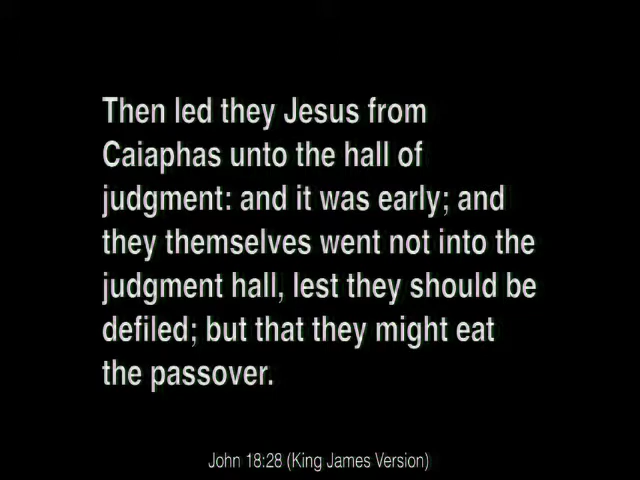 Then led they Jesus from
Caiaphas unto the hall of
judgment: and it was early; and
they themselves went not into the
judgment hall, lest they should be
defiled; but that they might eat
the passover.
John 18:28 (King James Version)